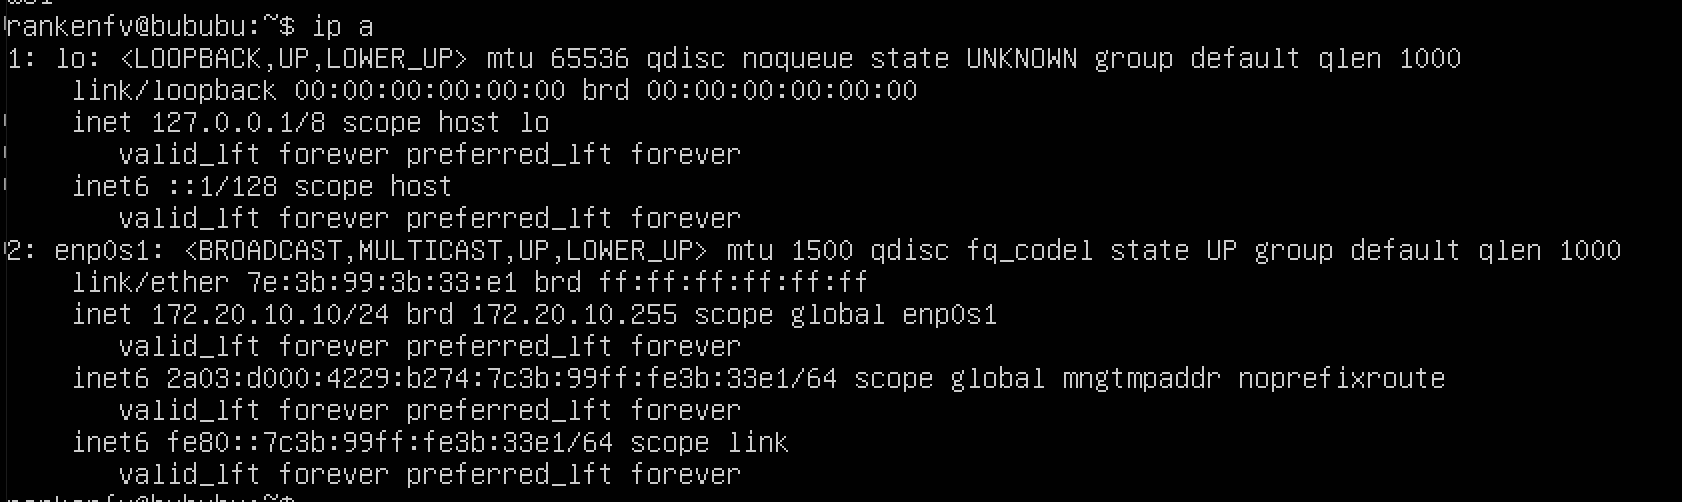 rankenfv@bububu:~$ ip a
1: lo: <LOOPBACK,UP,LOWER_UP> mtu 65536 qdisc noqueue state UNKNOWN group default qlen 1000
    link/loopback 00:00:00:00:00:00 brd 00:00:00:00:00:00
    inet 127.0.0.1/8 scope host lo
       valid_lft forever preferred_lft forever
    inet6 ::1/128 scope host
       valid_lft forever preferred_lft forever
2: enp0s1: <BROADCAST,MULTICAST,UP,LOWER_UP> mtu 1500 qdisc fq_codel state UP group default qlen 1000
    link/ether 7e:3b:99:3b:33:e1 brd ff:ff:ff:ff:ff:ff
    inet 172.20.10.10/24 brd 172.20.10.255 scope global enp0s1
       valid_lft forever preferred_lft forever
    inet6 2a03:d000:4229:b274:7c3b:99ff:fe3b:33e1/64 scope global mngtmpaddr noprefixroute
       valid_lft forever preferred_lft forever
    inet6 fe80::7c3b:99ff:fe3b:33e1/64 scope link
       valid_lft forever preferred_lft forever
rankenfv@bububu:~$